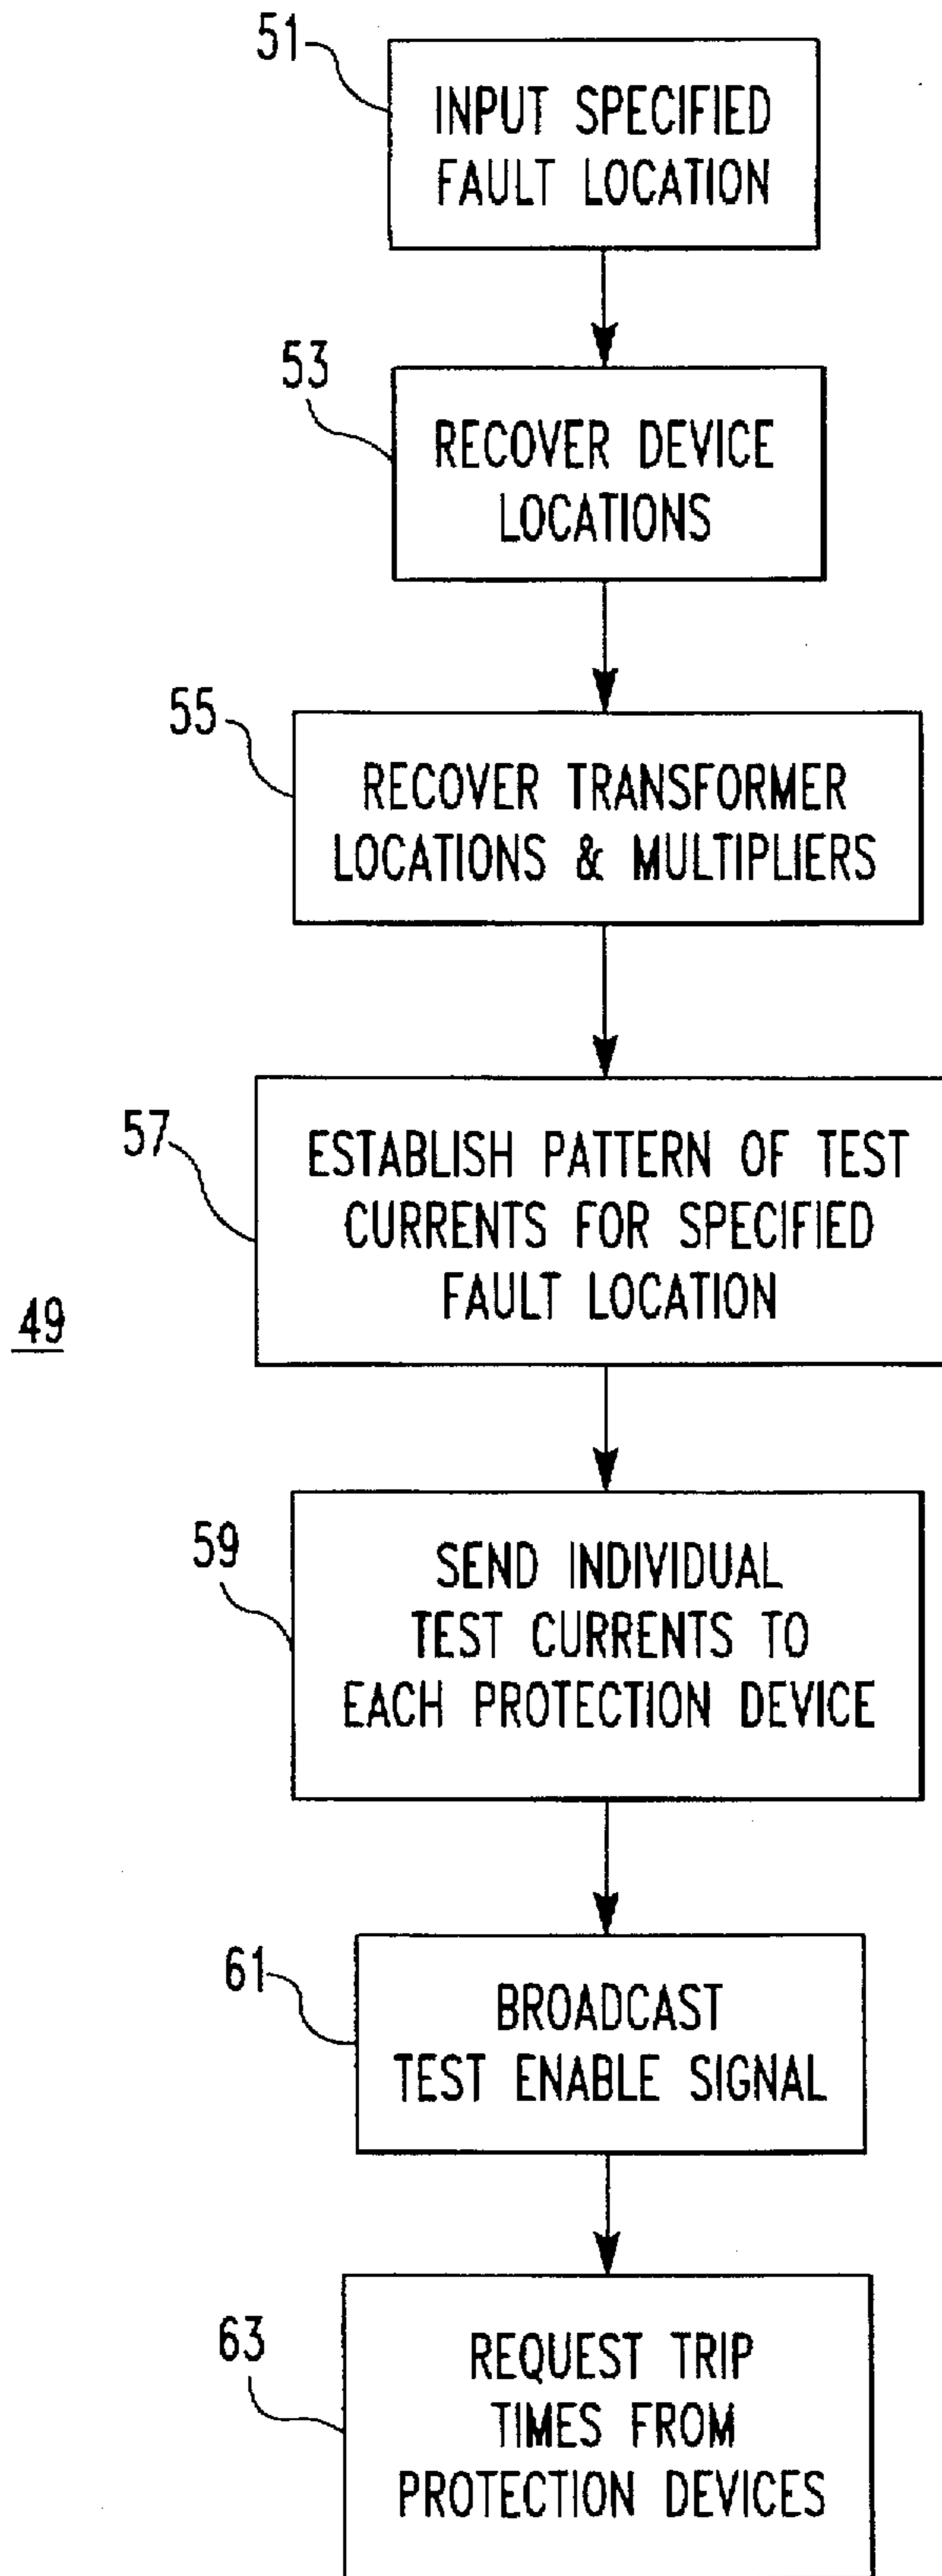 51
INPUT SPECIFIED
FAULT LOCATION
53
RECOVER DEVICE
LOCATIONS
55
RECOVER TRANSFORMER
LOCATIONS & MULTIPLIERS
57
ESTABLISH PATTERN OF TEST
CURRENTS FOR SPECIFIED
FAULT LOCATION
49
59
SEND INDIVIDUAL
TEST CURRENTS TO
EACH PROTECTION DEVICE
61
BROADCAST
TEST ENABLE SIGNAL
63
REQUEST TRIP
TIMES FROM
PROTECTION DEVICES